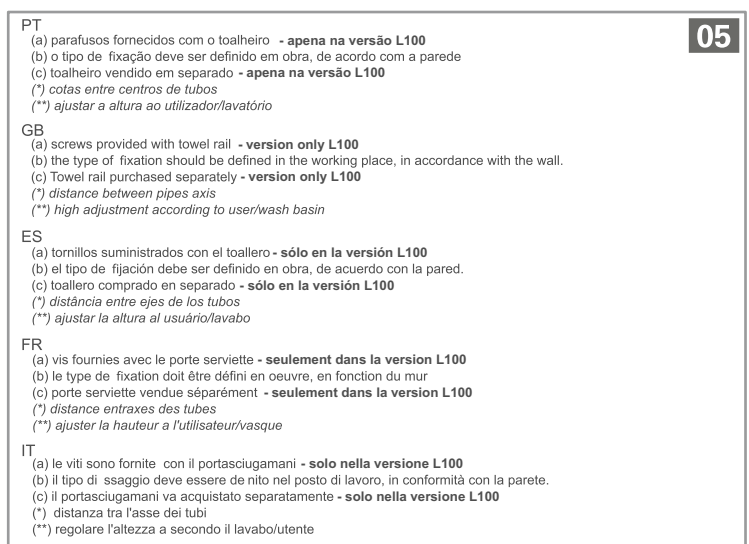 05
PT
(a) parafusos fornecidos com o toalheiro - apena na versão L100
(b) o tipo de fixação deve ser definido em obra, de acordo com a parede
(c) toalheiro vendido em separado - apena na versão L100
(*) cotas entre centros de tubos
(**) ajustar a altura ao utilizador/lavatório
GB
(a) screws provided with towel rail - version only L100
(b) the type of fixation should be defined in the working place, in accordance with the wall.
(c) Towel rail purchased separately - version only L100
(*) distance between pipes axis
(**) high adjustment according to user/wash basin
ES
(a) tornillos suministrados con el toallero - sólo en la versión L100
(b) el tipo de fijación debe ser definido en obra, de acuerdo con la pared.
(c) toallero comprado en separado - sólo en la versión L100
(*) distância entre ejes de los tubos
(**) ajustar la altura al usuário/lavabo
FR
(a) vis fournies avec le porte serviette - seulement dans la version L100
(b) le type de fixation doit être défini en oeuvre, en fonction du mur
(c) porte serviette vendue séparément - seulement dans la version L100
(*) distance entraxes des tubes
(**) ajuster la hauteur a l'utilisateur/vasque
IT
(a) le viti sono fornite con il portasciugamani - solo nella versione L100
(b) il tipo di ssaggio deve essere de nito nel posto di lavoro, in conformità con la parete.
(c) il portasciugamani va acquistato separatamente - solo nella versione L100
(*) distanza tra l'asse dei tubi
(**) regolare l'altezza a secondo il lavabo/utente